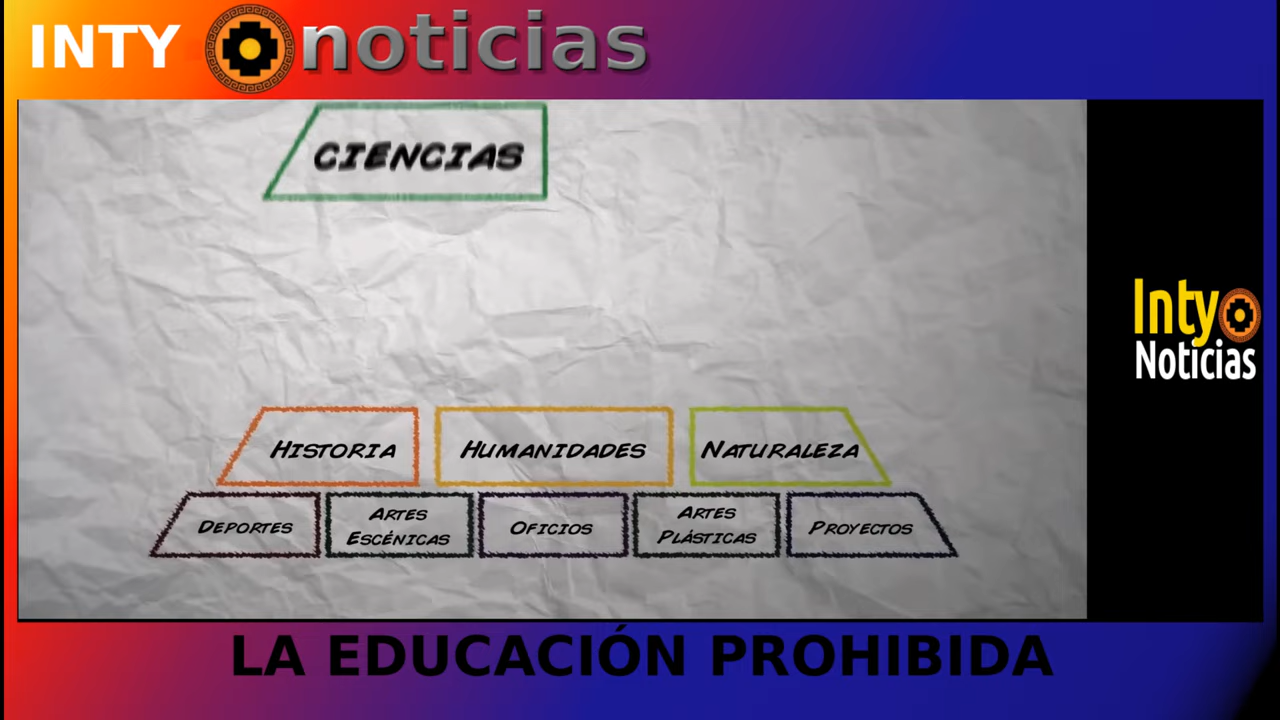 INTY noticias
CIENCIAS
Inty
Noticias
HISTORIA HUMANIDADES NATURALEZA
DEPORTES ARTES ESCÉNICAS OFICIOS ARTES PLÁSTICAS PROYECTOS
LA EDUCACIÓN PROHIBIDA